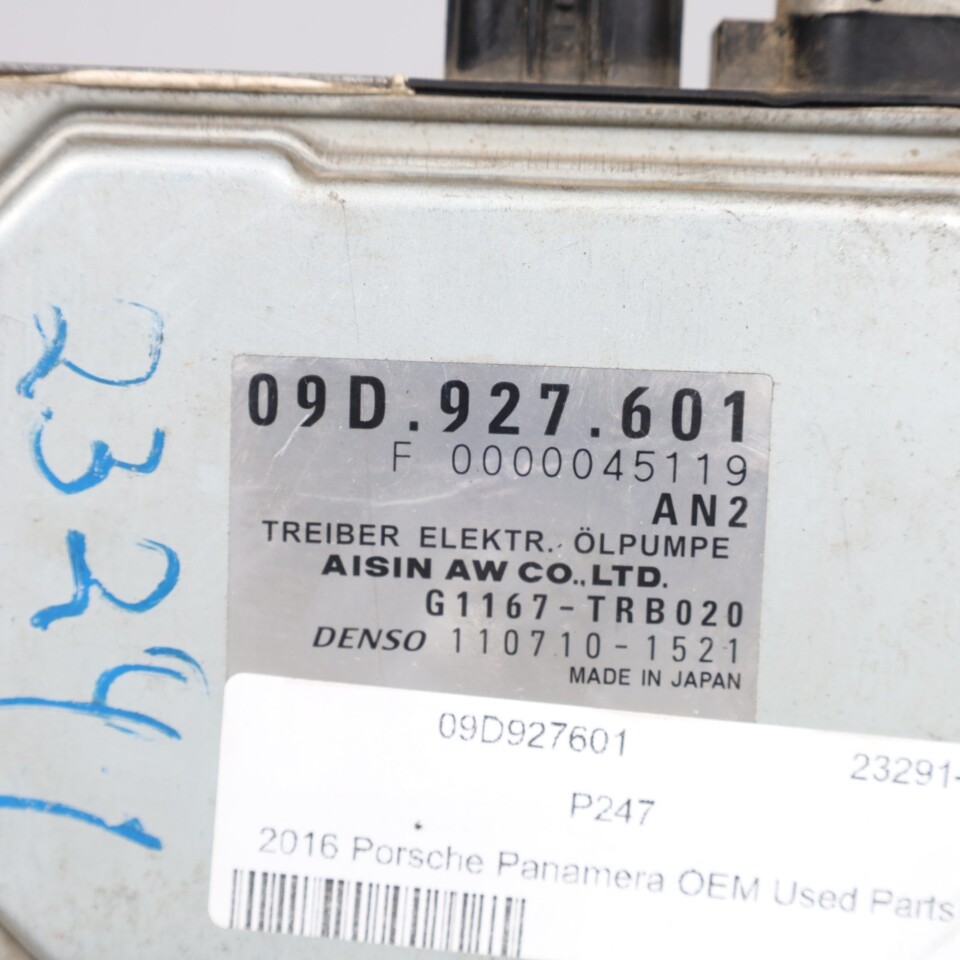 09D.927.601
F 0000045119
AN2
TREIBER ELEKTR. ÖLPUMPE
AISIN AW CO., LTD.
G1167-TRB020
DENSO 110710-1521
MADE IN JAPAN
09D927601 23291-
P247
2016 Porsche Panamera OEM Used Parts